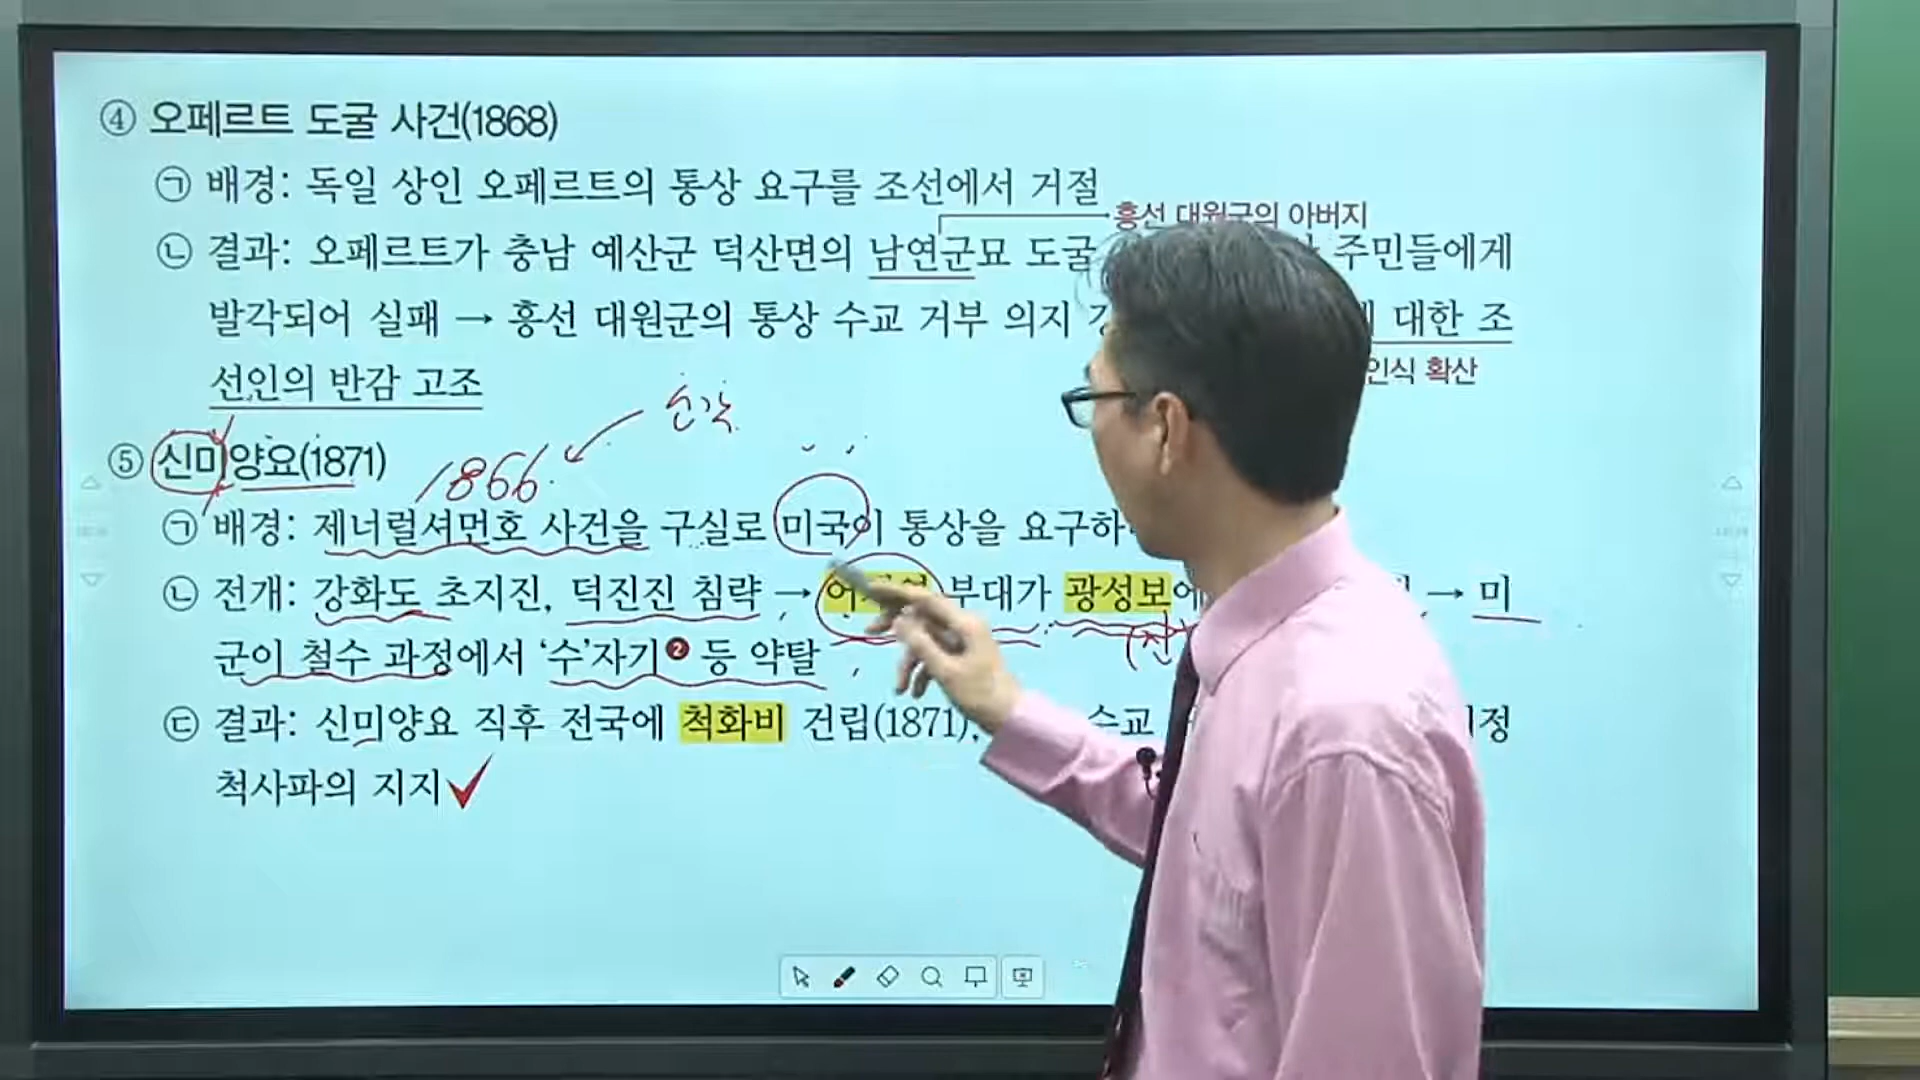 ④ 오페르트 도굴 사건(1868)
㉠ 배경: 독일 상인 오페르트의 통상 요구를 조선에서 거절
흥선 대원군의 아버지
㉡ 결과: 오페르트가 충남 예산군 덕산면의 남연군묘 도굴 주민들에게
발각되어 실패 → 흥선 대원군의 통상 수교 거부 의지 대한 조
선인의 반감 고조
인식 확산
⑤ 신미양요(1871)
1866
㉠ 배경: 제너럴셔먼호 사건을 구실로 미국이 통상을 요구하
㉡ 전개: 강화도 초지진, 덕진진 침략 → 부대가 광성보에 → 미
군이 철수 과정에서 ‘수’자기❷ 등 약탈
㉢ 결과: 신미양요 직후 전국에 척화비 건립(1871), 수교
척사파의 지지